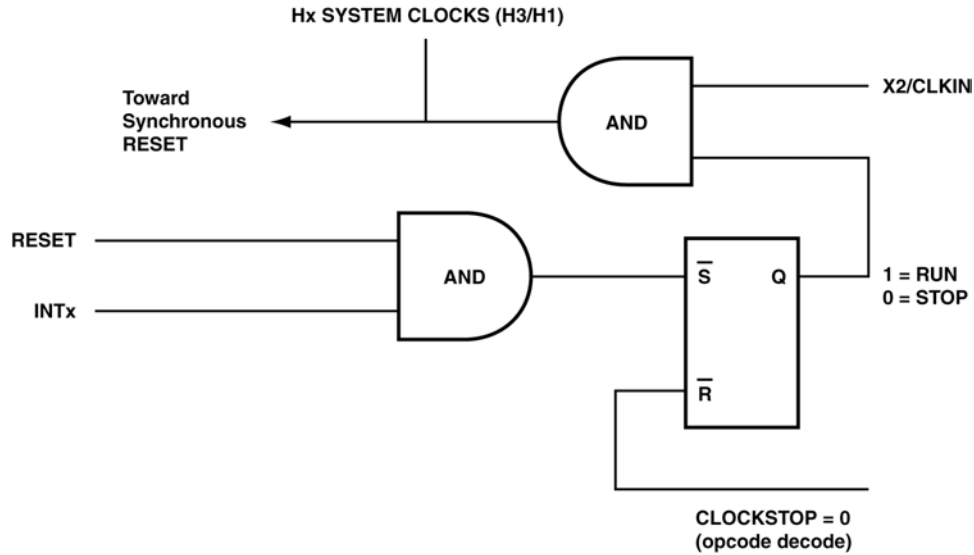 Hx SYSTEM CLOCKS (H3/H1)
X2/CLKIN
Toward
Synchronous
RESET
AND
RESET
AND
INTx
S̅
Q
1 = RUN
0 = STOP
R̅
CLOCKSTOP = 0
(opcode decode)